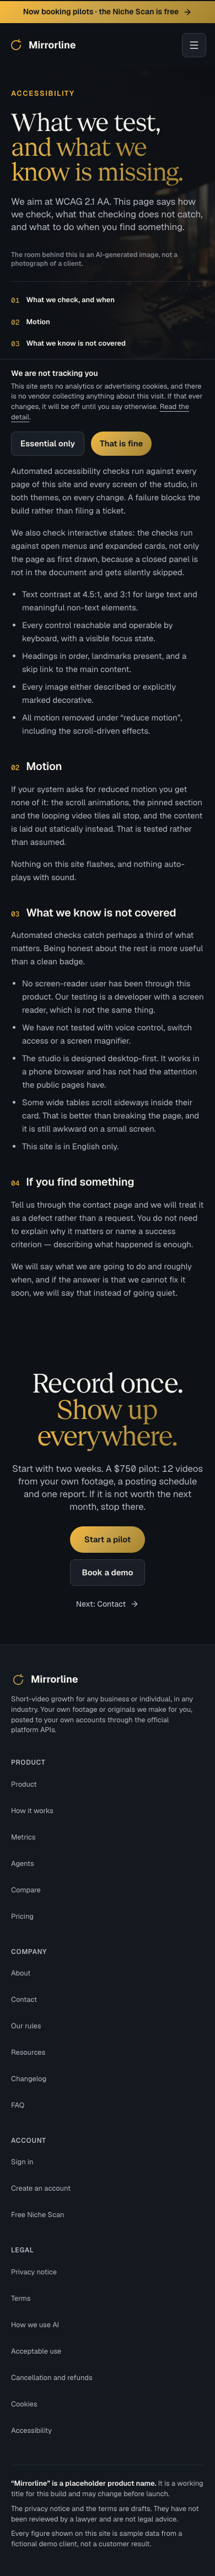 Now booking pilots · the Niche Scan is free →
Mirrorline
ACCESSIBILITY
What we test,
and what we
know is missing.
We aim at WCAG 2.1 AA. This page says how
we check, what that checking does not catch,
and what to do when you find something.
The room behind this is an AI-generated image, not a
photograph of a client.
01 What we check, and when
02 Motion
03 What we know is not covered
We are not tracking you
This site sets no analytics or advertising cookies, and there
is no vendor collecting anything about this visit. If that ever
changes, it will be off until you say otherwise. Read the
detail.
Essential only
That is fine
Automated accessibility checks run against every
page of this site and every screen of the studio, in
both themes, on every change. A failure blocks the
build rather than filing a ticket.
We also check interactive states: the checks run
against open menus and expanded cards, not only
the page as first drawn, because a closed panel is
not in the document and gets silently skipped.
• Text contrast at 4.5:1, and 3:1 for large text and
meaningful non-text elements.
• Every control reachable and operable by
keyboard, with a visible focus state.
• Headings in order, landmarks present, and a
skip link to the main content.
• Every image either described or explicitly
marked decorative.
• All motion removed under “reduce motion”,
including the scroll-driven effects.
02 Motion
If your system asks for reduced motion you get
none of it: the scroll animations, the pinned section
and the looping video tiles all stop, and the content
is laid out statically instead. That is tested rather
than assumed.
Nothing on this site flashes, and nothing auto-
plays with sound.
03 What we know is not covered
Automated checks catch perhaps a third of what
matters. Being honest about the rest is more useful
than a clean badge.
• No screen-reader user has been through this
product. Our testing is a developer with a screen
reader, which is not the same thing.
• We have not tested with voice control, switch
access or a screen magnifier.
• The studio is designed desktop-first. It works in
a phone browser and has not had the attention
the public pages have.
• Some wide tables scroll sideways inside their
card. That is better than breaking the page, and
it is still awkward on a small screen.
• This site is in English only.
04 If you find something
Tell us through the contact page and we will treat it
as a defect rather than a request. You do not need
to explain why it matters or name a success
criterion — describing what happened is enough.
We will say what we are going to do and roughly
when, and if the answer is that we cannot fix it
soon, we will say that instead of going quiet.
Record once.
Show up
everywhere.
Start with two weeks. A $750 pilot: 12 videos
from your own footage, a posting schedule
and one report. If it is not worth the next
month, stop there.
Start a pilot
Book a demo
Next: Contact →
Mirrorline
Short-video growth for any business or individual, in any
industry. Your own footage or originals we make for you,
posted to your own accounts through the official
platform APIs.
PRODUCT
Product
How it works
Metrics
Agents
Compare
Pricing
COMPANY
About
Contact
Our rules
Resources
Changelog
FAQ
ACCOUNT
Sign in
Create an account
Free Niche Scan
LEGAL
Privacy notice
Terms
How we use AI
Acceptable use
Cancellation and refunds
Cookies
Accessibility
“Mirrorline” is a placeholder product name. It is a working
title for this build and may change before launch.
The privacy notice and the terms are drafts. They have not
been reviewed by a lawyer and are not legal advice.
Every figure shown on this site is sample data from a
fictional demo client, not a customer result.